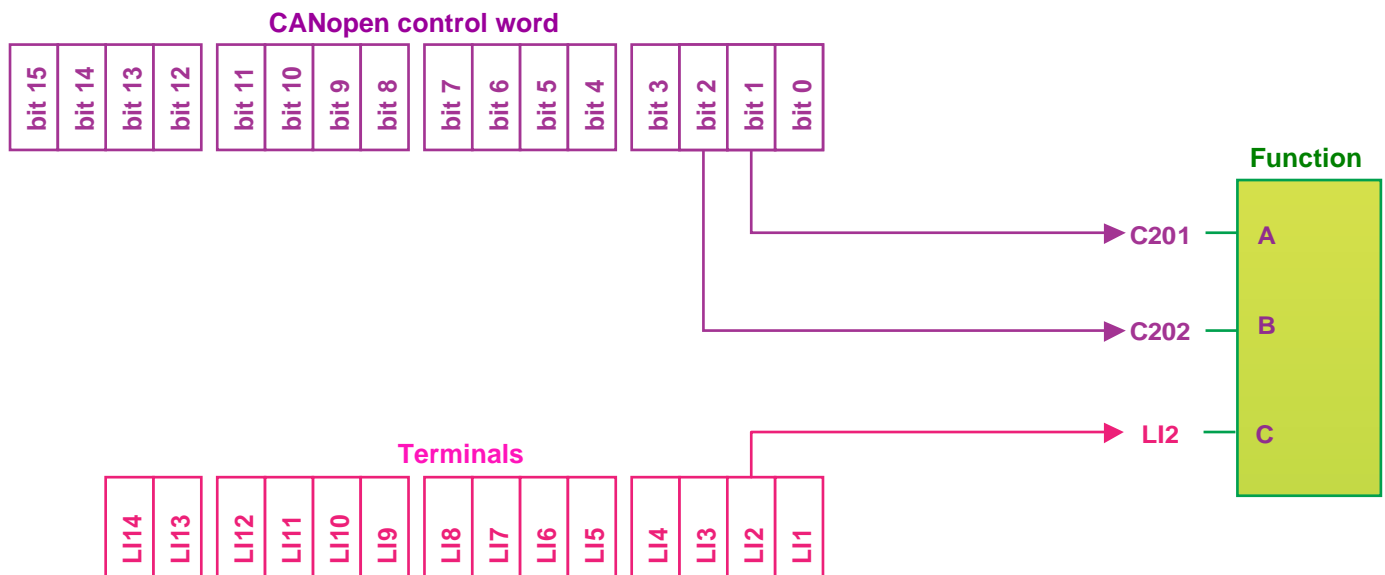 CANopen control word
bit 15 bit 14 bit 13 bit 12 bit 11 bit 10 bit 9 bit 8 bit 7 bit 6 bit 5 bit 4 bit 3 bit 2 bit 1 bit 0
Function
C201 A
C202 B
LI2 C
Terminals
LI14 LI13 LI12 LI11 LI10 LI9 LI8 LI7 LI6 LI5 LI4 LI3 LI2 LI1